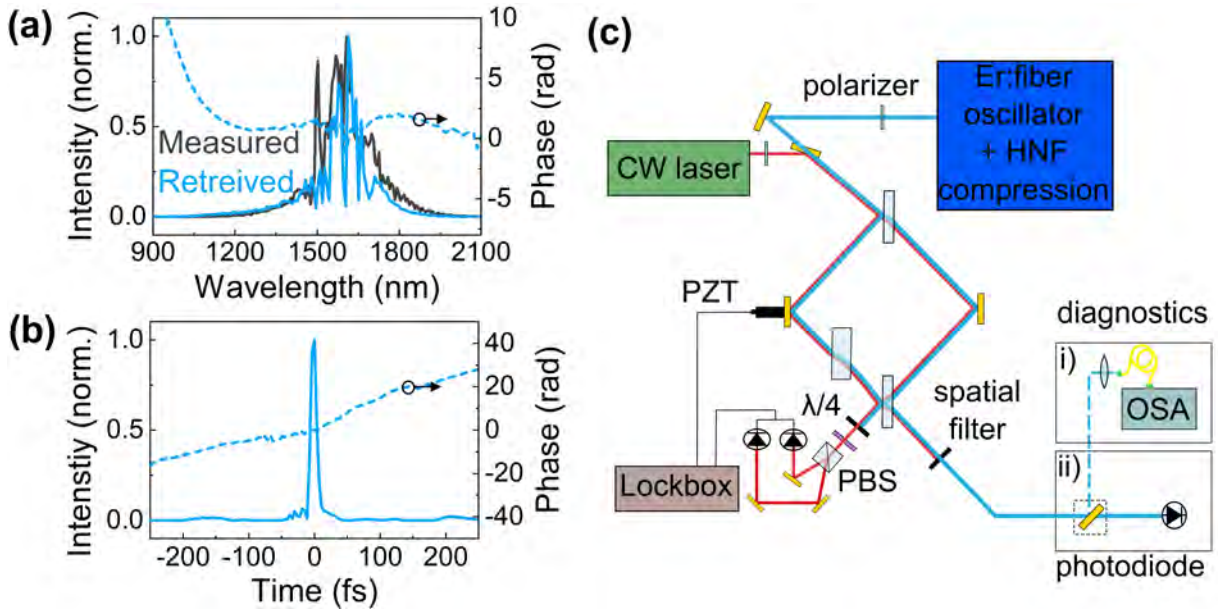 (a)
Intensity (norm.)
1.0
0.5
0.0
Measured
Retreived
10
5
0
-5
Phase (rad)
900 1200 1500 1800 2100
Wavelength (nm)
(b)
Intenstiy (norm.)
1.0
0.5
0.0
40
20
0
-20
-40
Phase (rad)
-200 -100 0 100 200
Time (fs)
(c)
polarizer
Er:fiber
oscillator
+ HNF
compression
CW laser
PZT
λ/4
PBS
Lockbox
spatial
filter
diagnostics
i)
OSA
ii)
photodiode